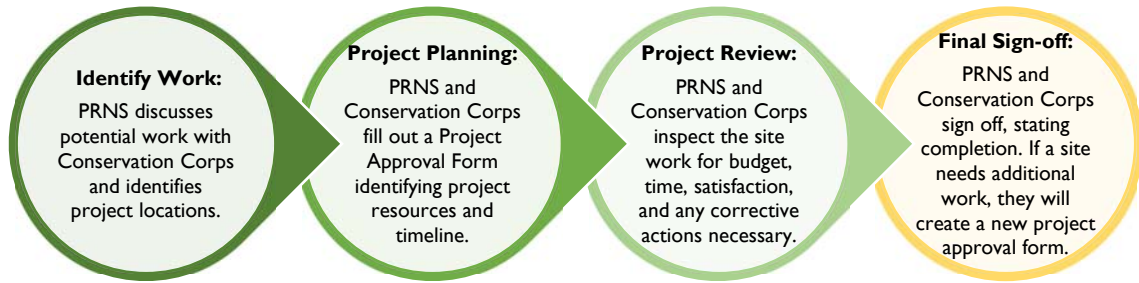 Identify Work:
PRNS discusses
potential work with
Conservation Corps
and identifies
project locations.
Project Planning:
PRNS and
Conservation Corps
fill out a Project
Approval Form
identifying project
resources and
timeline.
Project Review:
PRNS and
Conservation Corps
inspect the site
work for budget,
time, satisfaction,
and any corrective
actions necessary.
Final Sign-off:
PRNS and
Conservation Corps
sign off, stating
completion. If a site
needs additional
work, they will
create a new project
approval form.